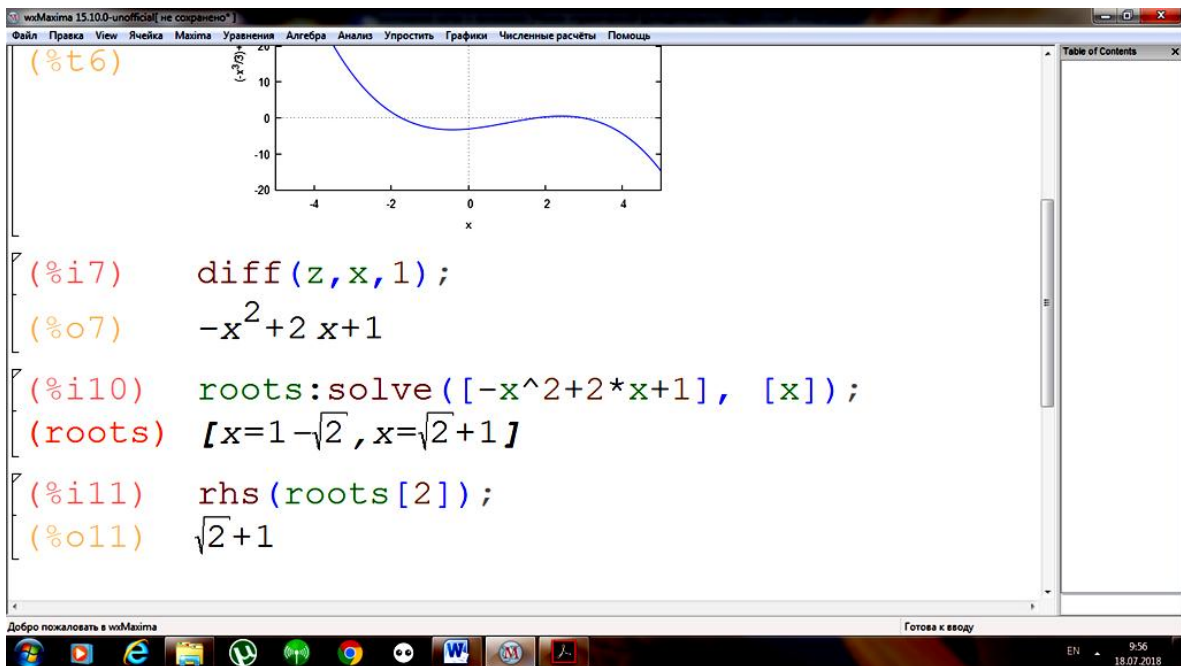 wxMaxima 15.10.0-unofficial[ не сохранено* ]
Файл Правка View Ячейка Maxima Уравнения Алгебра Анализ Упростить Графики Численные расчёты Помощь
Table of Contents x
(%t6)
(-x³/3)+
20
10
0
-10
-20
-4 -2 0 2 4
x
(%i7) diff(z,x,1);
(%o7) -x²+2 x+1
(%i10) roots:solve([-x^2+2*x+1], [x]);
(roots) [x=1-√2,x=√2+1]
(%i11) rhs(roots[2]);
(%o11) √2+1
Добро пожаловать в wxMaxima
Готова к вводу
EN
9:56
18.07.2018